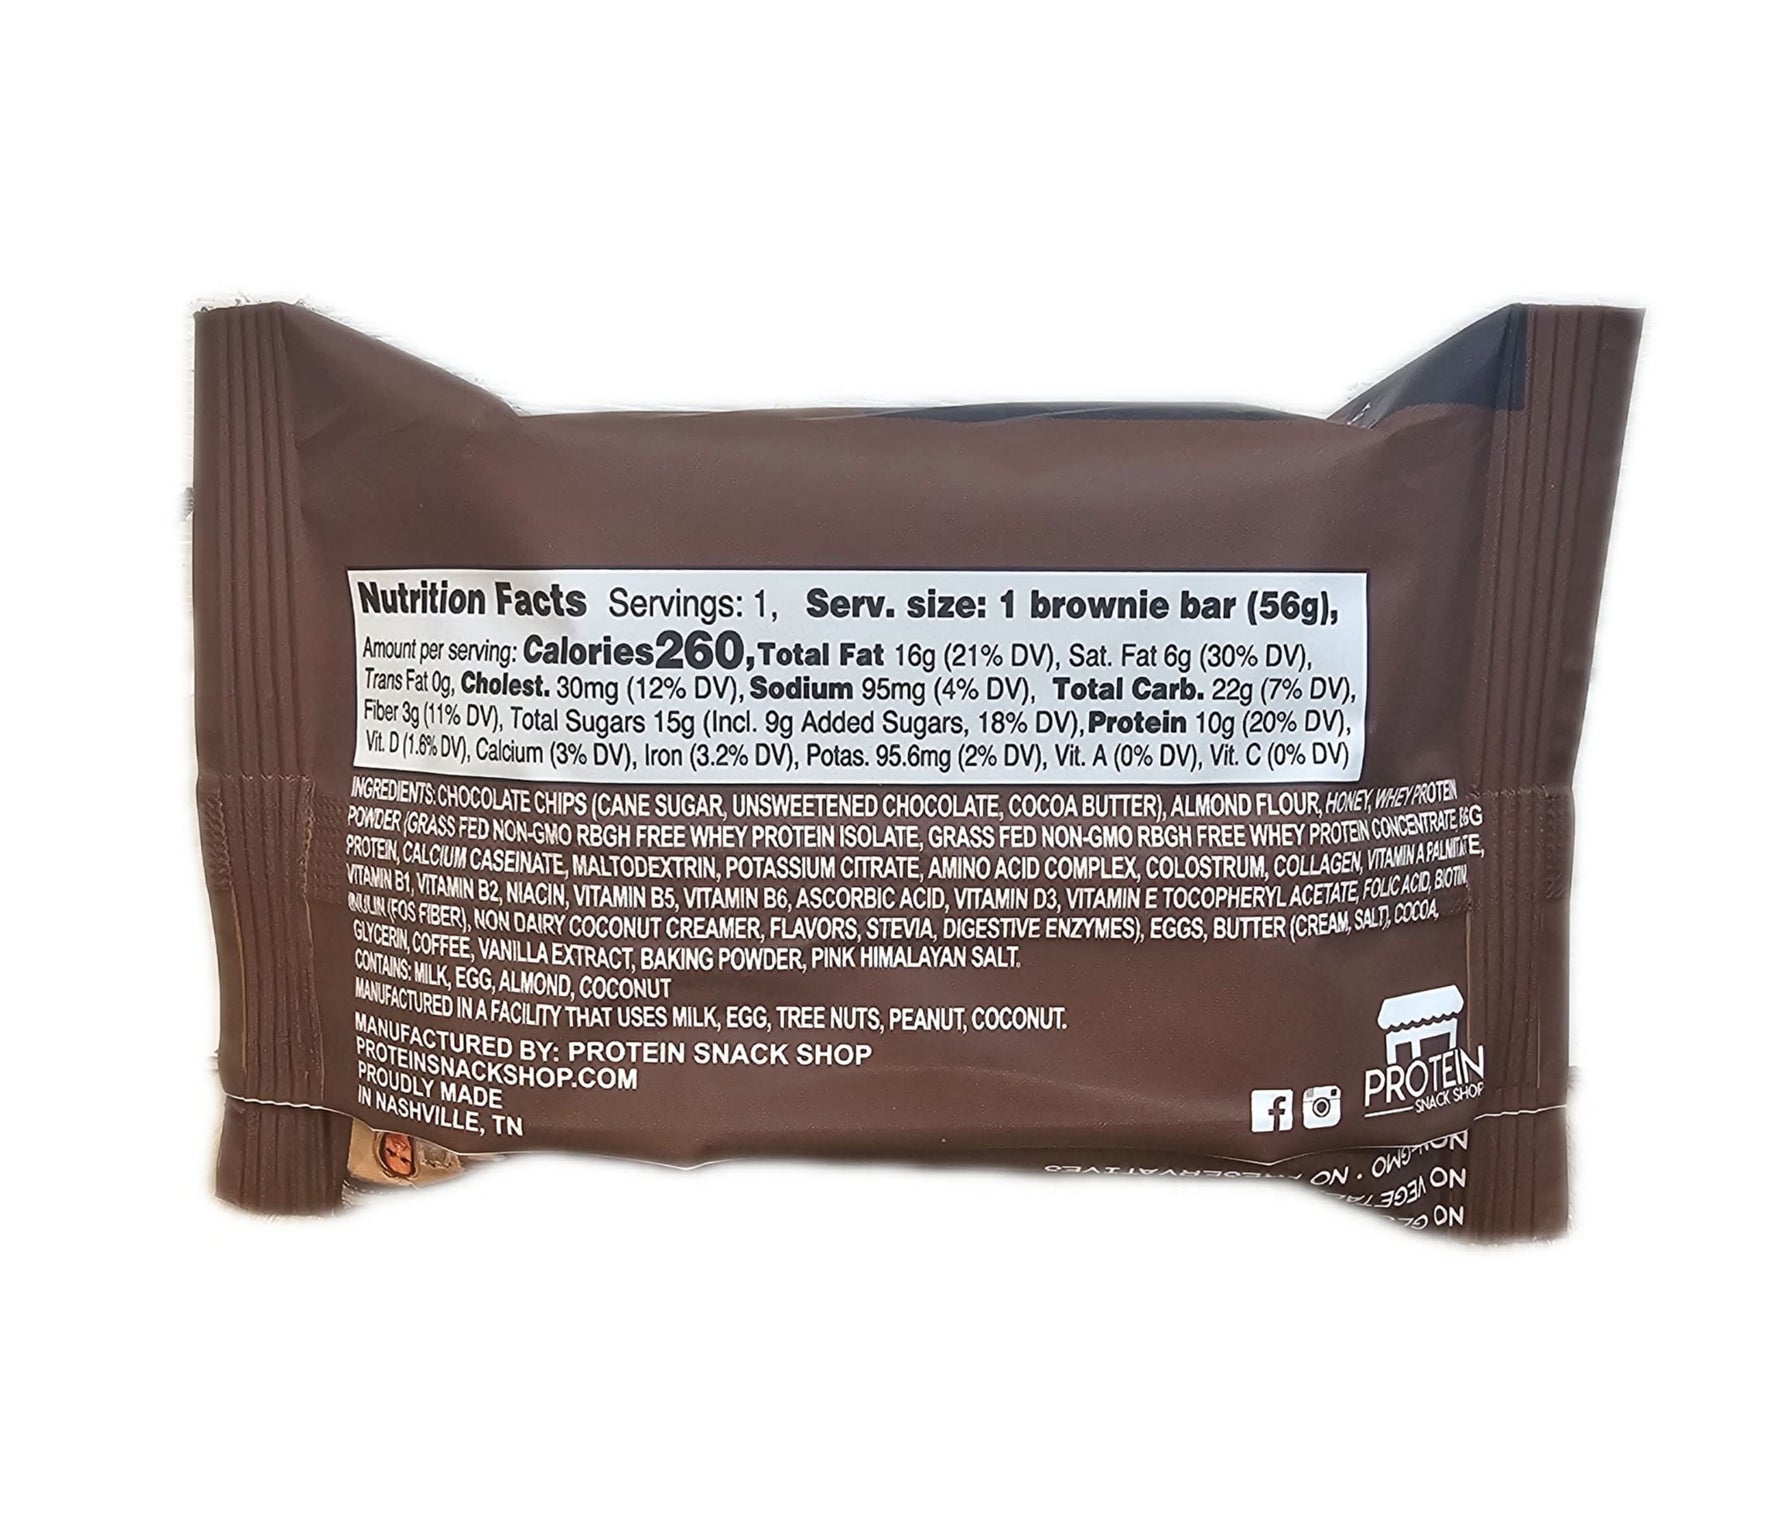 Nutrition Facts Servings: 1, Serv. size: 1 brownie bar (56g),
Amount per serving: Calories260, Total Fat 16g (21% DV), Sat. Fat 6g (30% DV),
Trans Fat 0g, Cholest. 30mg (12% DV), Sodium 95mg (4% DV), Total Carb. 22g (7% DV),
Fiber 3g (11% DV), Total Sugars 15g (Incl. 9g Added Sugars, 18% DV), Protein 10g (20% DV),
Vit. D (1.6% DV), Calcium (3% DV), Iron (3.2% DV), Potas. 95.6mg (2% DV), Vit. A (0% DV), Vit. C (0% DV)
INGREDIENTS: CHOCOLATE CHIPS (CANE SUGAR, UNSWEETENED CHOCOLATE, COCOA BUTTER), ALMOND FLOUR, HONEY, WHEY PROTEIN
POWDER (GRASS FED NON-GMO RBGH FREE WHEY PROTEIN ISOLATE, GRASS FED NON-GMO RBGH FREE WHEY PROTEIN CONCENTRATE, EGG
PROTEIN, CALCIUM CASEINATE, MALTODEXTRIN, POTASSIUM CITRATE, AMINO ACID COMPLEX, COLOSTRUM, COLLAGEN, VITAMIN A PALMITATE,
VITAMIN B1, VITAMIN B2, NIACIN, VITAMIN B5, VITAMIN B6, ASCORBIC ACID, VITAMIN D3, VITAMIN E TOCOPHERYL ACETATE, FOLIC ACID, BIOTIN,
INULIN (FOS FIBER), NON DAIRY COCONUT CREAMER, FLAVORS, STEVIA, DIGESTIVE ENZYMES), EGGS, BUTTER (CREAM, SALT), COCOA,
GLYCERIN, COFFEE, VANILLA EXTRACT, BAKING POWDER, PINK HIMALAYAN SALT.
CONTAINS: MILK, EGG, ALMOND, COCONUT
MANUFACTURED IN A FACILITY THAT USES MILK, EGG, TREE NUTS, PEANUT, COCONUT.
MANUFACTURED BY: PROTEIN SNACK SHOP
PROTEINSNACKSHOP.COM
PROUDLY MADE
IN NASHVILLE, TN
PROTEIN
SNACK SHOP
NO
NO
NON-GMO • NO PRESERVATIVES